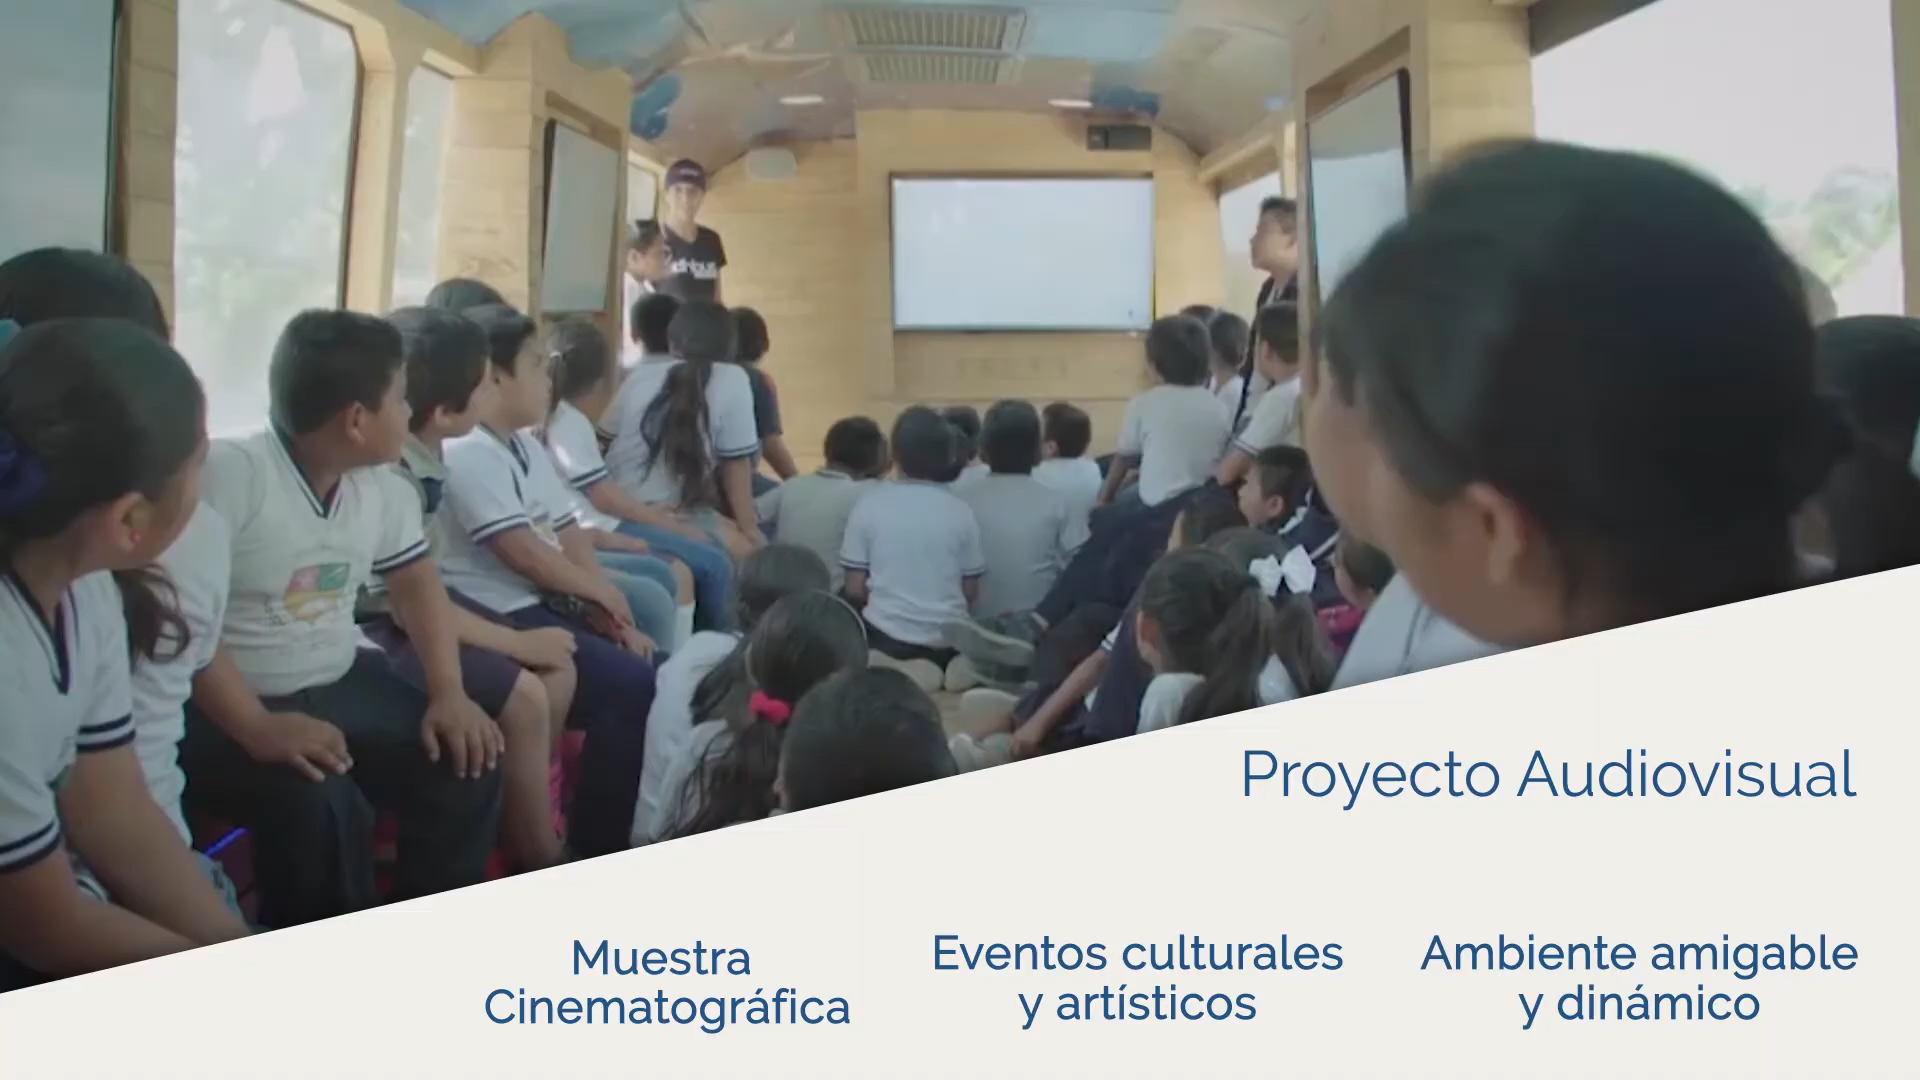 Proyecto Audiovisual
Muestra
Cinematográfica
Eventos culturales
y artísticos
Ambiente amigable
y dinámico